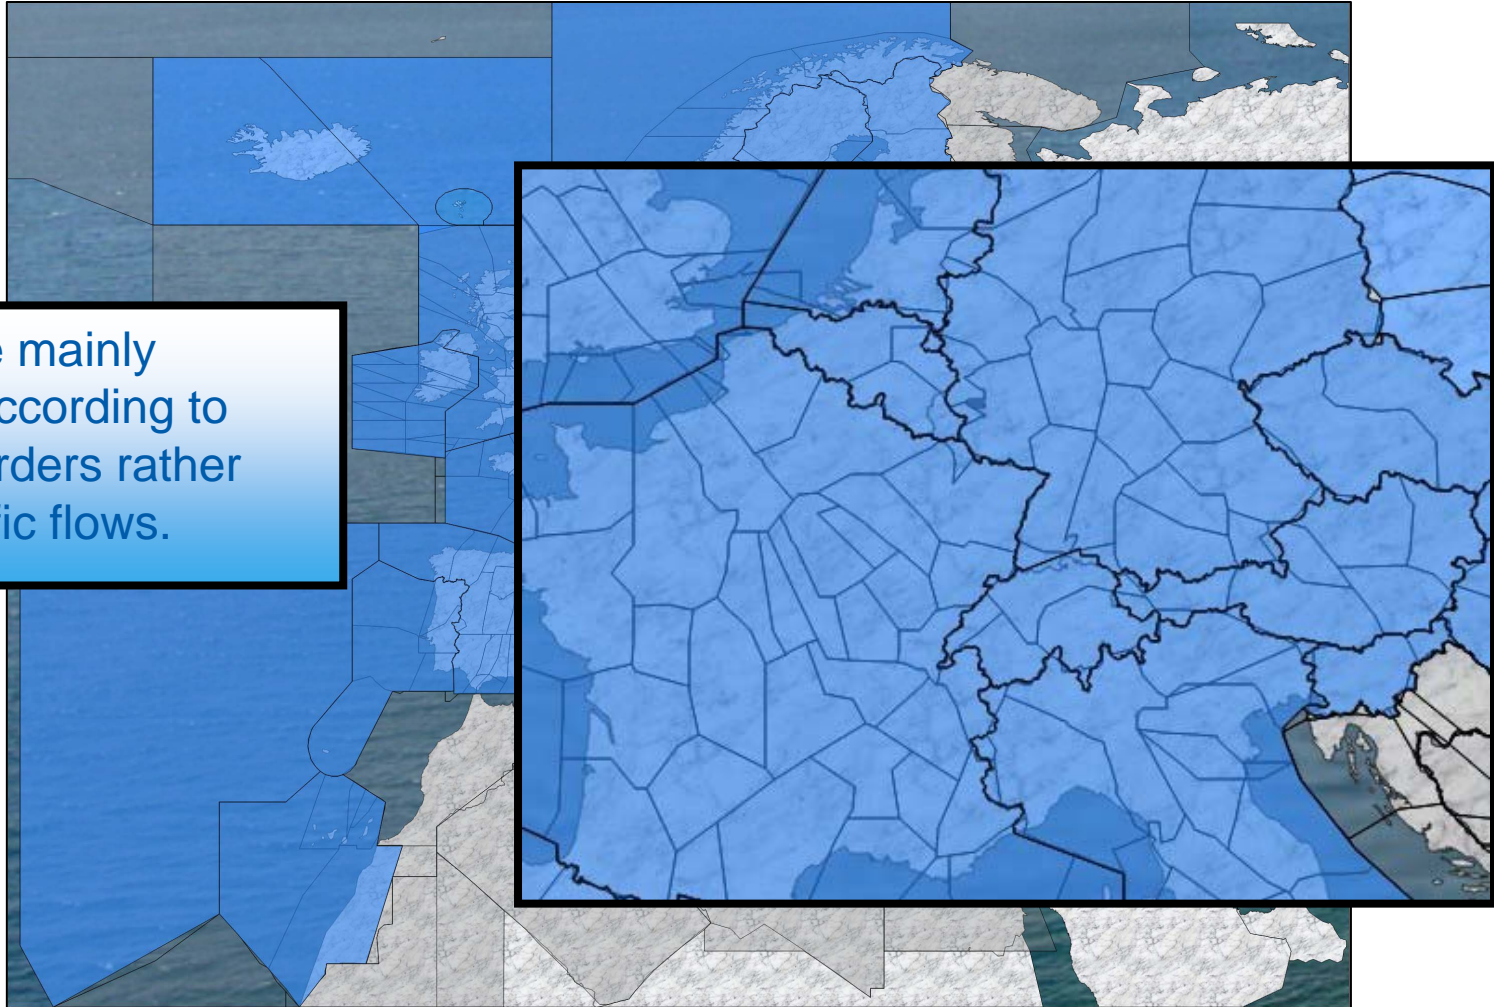 e mainly
ccording to
rders rather
fic flows.